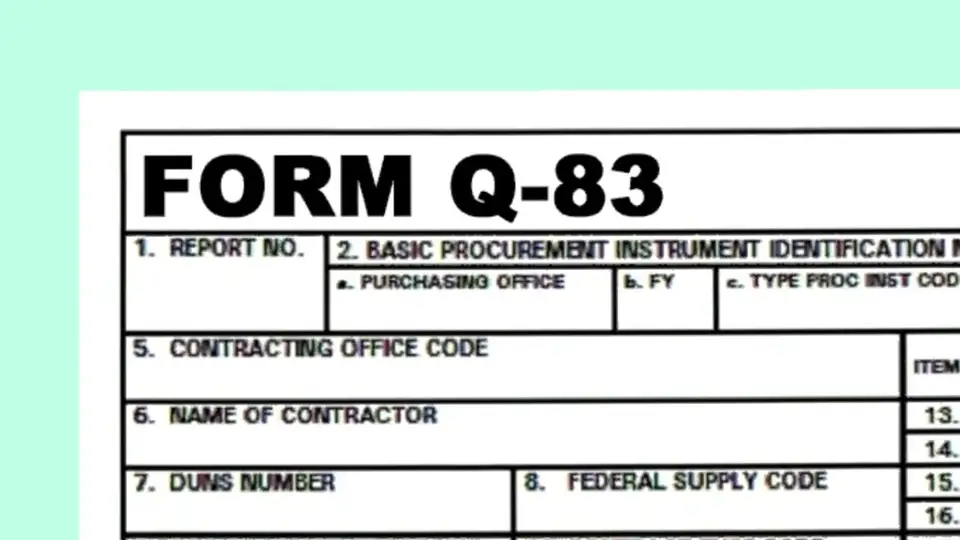 FORM Q-83
1. REPORT NO.
2. BASIC PROCUREMENT INSTRUMENT IDENTIFICATION
a. PURCHASING OFFICE
b. FY
c. TYPE PROC INST COD
5. CONTRACTING OFFICE CODE
ITEM
6. NAME OF CONTRACTOR
13.
14.
7. DUNS NUMBER
8. FEDERAL SUPPLY CODE
15.
16.